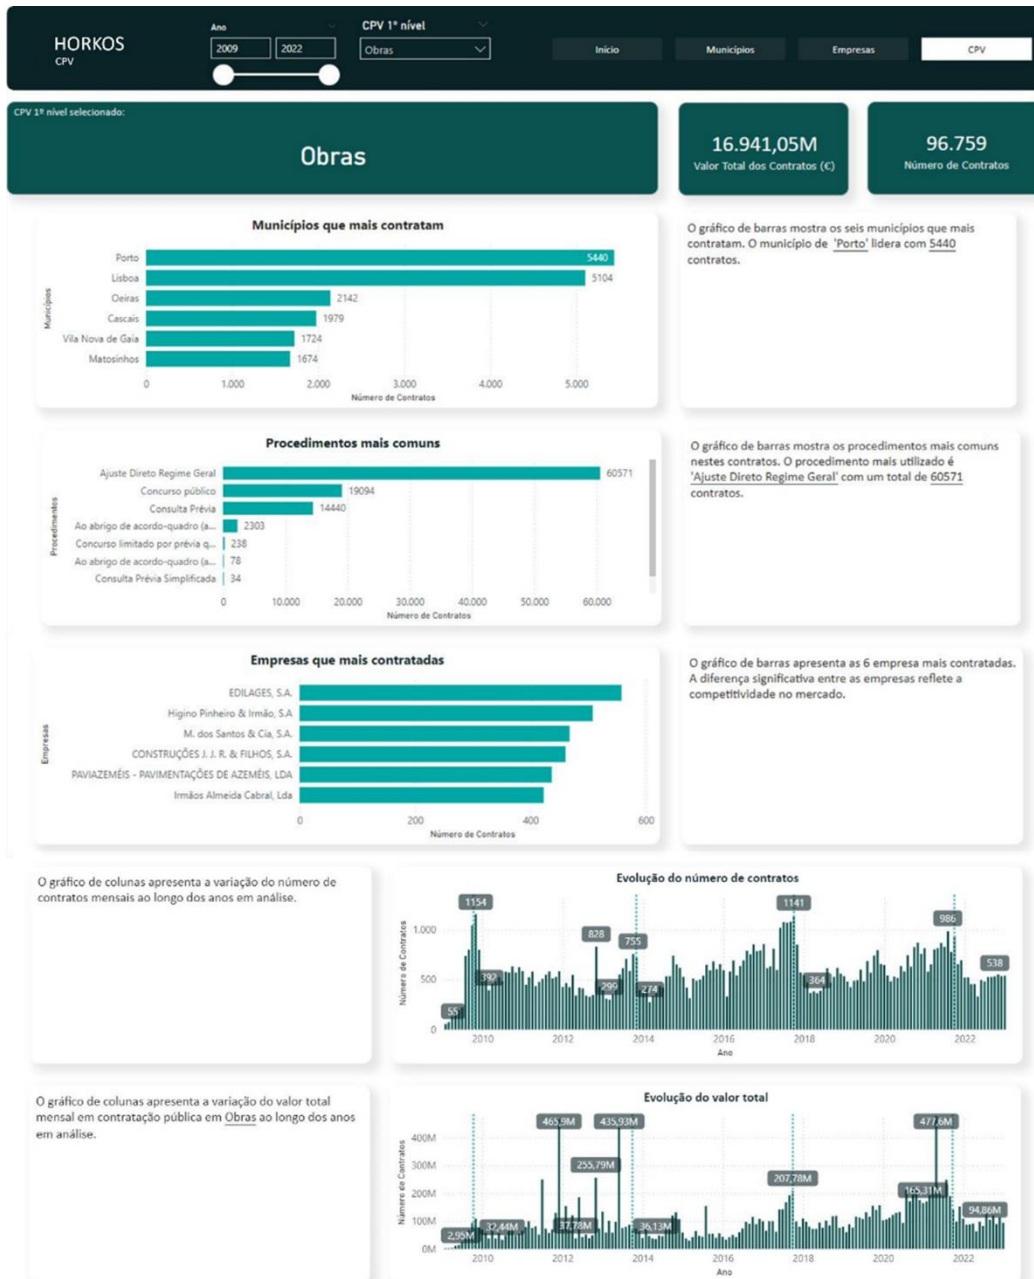 HORKOS
CPV
Ano
2009
2022
CPV 1º nível
Obras
Início
Municípios
Empresas
CPV
CPV 1º nível selecionado:
Obras
16.941,05M
Valor Total dos Contratos (€)
96.759
Número de Contratos
Municípios que mais contratam
Municípios
Porto
5440
Lisboa
5104
Oeiras
2142
Cascais
1979
Vila Nova de Gaia
1724
Matosinhos
1674
0 1.000 2.000 3.000 4.000 5.000
Número de Contratos
O gráfico de barras mostra os seis municípios que mais
contratam. O município de 'Porto' lidera com 5440
contratos.
Procedimentos mais comuns
Procedimentos
Ajuste Direto Regime Geral
60571
Concurso público
19094
Consulta Prévia
14440
Ao abrigo de acordo-quadro (a...
2303
Concurso limitado por prévia q...
238
Ao abrigo de acordo-quadro (a...
78
Consulta Prévia Simplificada
34
0 10.000 20.000 30.000 40.000 50.000 60.000
Número de Contratos
O gráfico de barras mostra os procedimentos mais comuns
nestes contratos. O procedimento mais utilizado é
'Ajuste Direto Regime Geral' com um total de 60571
contratos.
Empresas que mais contratadas
Empresas
EDILAGES, S.A.
Higino Pinheiro & Irmão, S.A
M. dos Santos & Cia, S.A.
CONSTRUÇÕES J. J. R. & FILHOS, S.A.
PAVIAZEMÉIS - PAVIMENTAÇÕES DE AZEMÉIS, LDA
Irmãos Almeida Cabral, Lda
0 200 400 600
Número de Contratos
O gráfico de barras apresenta as 6 empresa mais contratadas.
A diferença significativa entre as empresas reflete a
competitividade no mercado.
O gráfico de colunas apresenta a variação do número de
contratos mensais ao longo dos anos em análise.
Evolução do número de contratos
Número de Contratos
1.000
500
0
55
1154
392
828
299
755
274
1141
364
986
538
2010 2012 2014 2016 2018 2020 2022
Ano
O gráfico de colunas apresenta a variação do valor total
mensal em contratação pública em Obras ao longo dos anos
em análise.
Evolução do valor total
Número de Contratos
400M
300M
200M
100M
0M
2,95M
32,44M
465,9M
37,78M
255,79M
435,93M
36,13M
207,78M
165,31M
477,6M
94,86M
2010 2012 2014 2016 2018 2020 2022
Ano